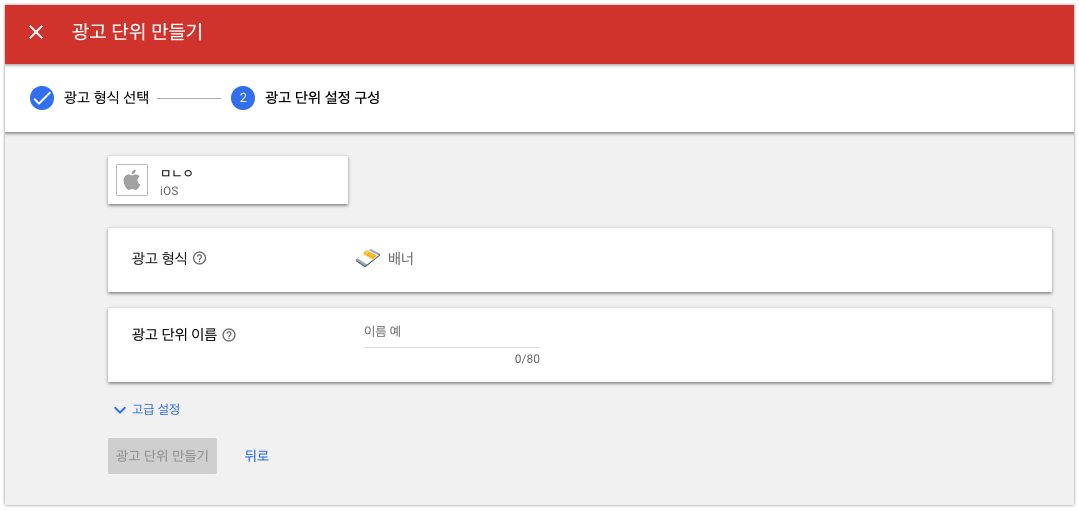 광고 단위 만들기
광고 형식 선택
2 광고 단위 설정 구성
ㅁㄴㅇ
iOS
광고 형식 ?
배너
광고 단위 이름 ?
이름 예
0/80
고급 설정
광고 단위 만들기
뒤로